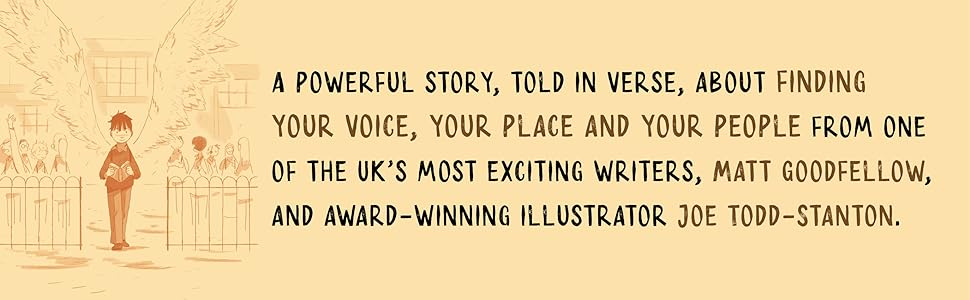 A POWERFUL STORY, TOLD IN VERSE, ABOUT FINDING
YOUR VOICE, YOUR PLACE AND YOUR PEOPLE FROM ONE
OF THE UK'S MOST EXCITING WRITERS, MATT GOODFELLOW,
AND AWARD-WINNING ILLUSTRATOR JOE TODD-STANTON.